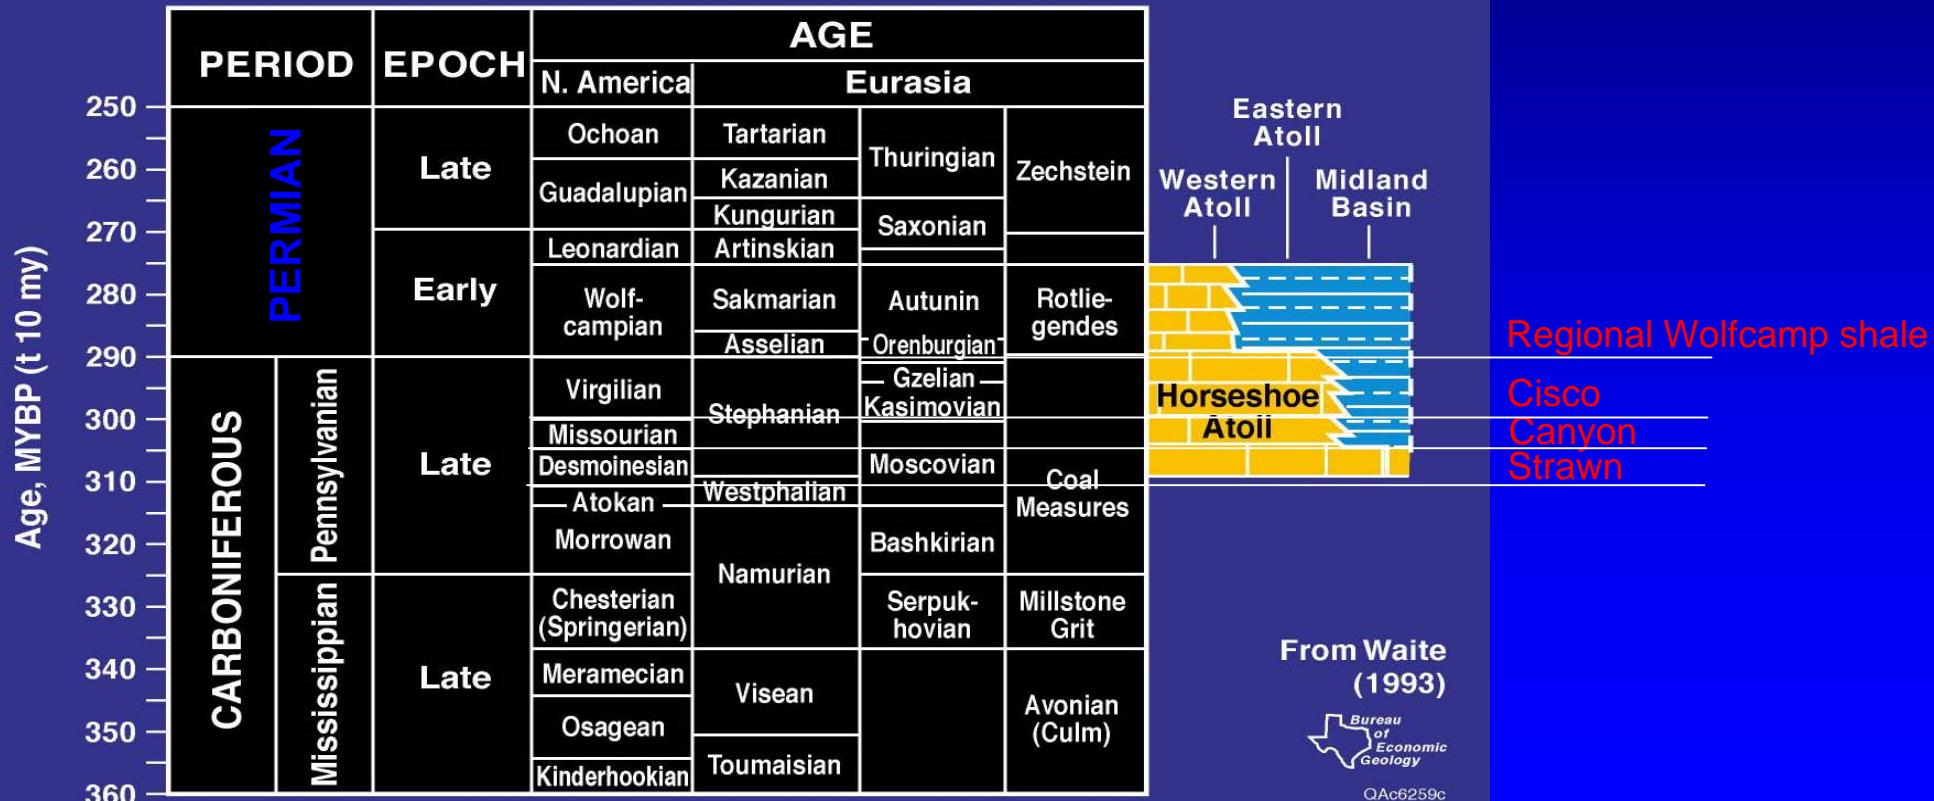 PERIOD
EPOCH
AGE
N. America
Eurasia
Age, MYBP (t 10 my)
250
260
270
280
290
300
310
320
330
340
350
360
PERMIAN
CARBONIFEROUS
Pennsylvanian
Mississippian
Late
Early
Late
Late
Ochoan
Guadalupian
Leonardian
Wolf-
campian
Virgilian
Missourian
Desmoinesian
Atokan
Morrowan
Chesterian
(Springerian)
Meramecian
Osagean
Kinderhookian
Tartarian
Kazanian
Kungurian
Artinskian
Sakmarian
Asselian
Stephanian
Westphalian
Namurian
Visean
Toumaisian
Thuringian
Saxonian
Autunin
Orenburgian
Gzelian
Kasimovian
Moscovian
Bashkirian
Serpuk-
hovian
Zechstein
Rotlie-
gendes
Coal
Measures
Millstone
Grit
Avonian
(Culm)
Eastern
Atoll
Western
Atoll
Midland
Basin
Horseshoe
Atoll
Regional Wolfcamp shale
Cisco
Canyon
Strawn
From Waite
(1993)
Bureau
of
Economic
Geology
QAc6259c